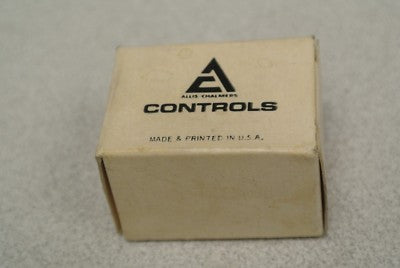 ALLIS-CHALMERS
CONTROLS
MADE & PRINTED IN U.S.A.